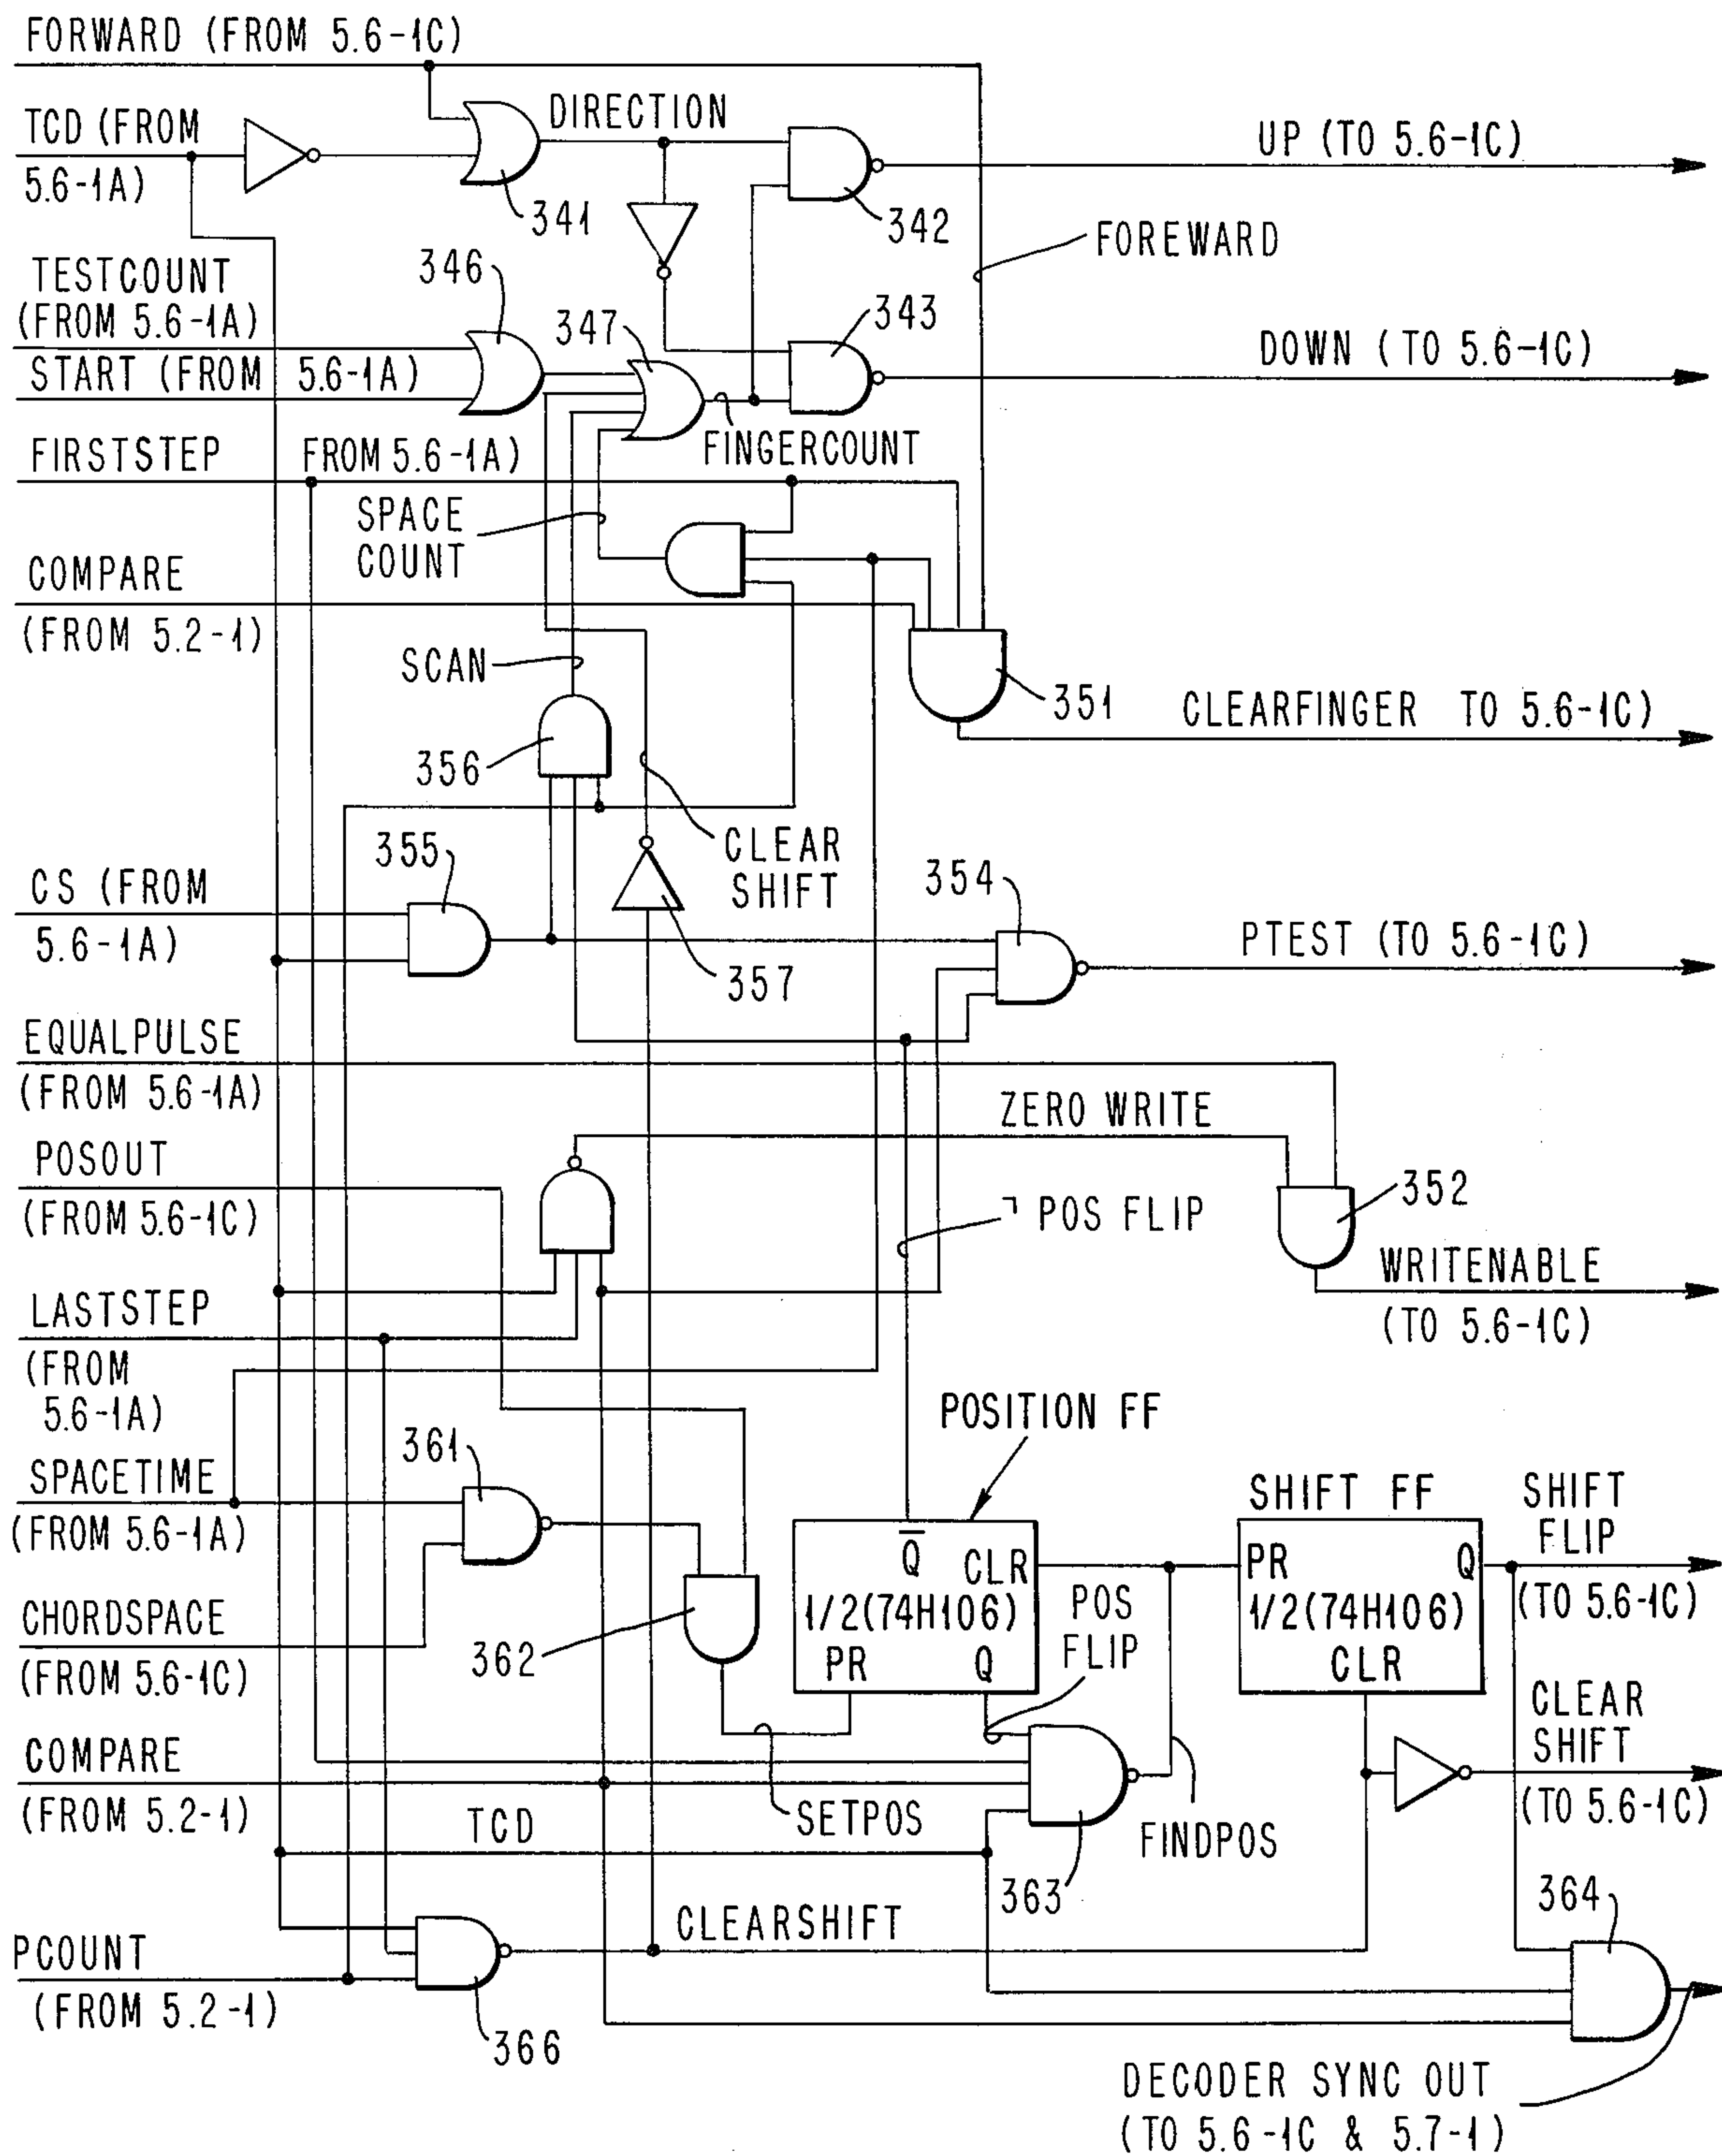 FORWARD (FROM 5.6-1C)
TCD (FROM
5.6-1A)
DIRECTION
UP (TO 5.6-1C)
341
342
FOREWARD
TESTCOUNT
(FROM 5.6-1A)
346
347
343
START (FROM 5.6-1A)
DOWN (TO 5.6-1C)
FIRSTSTEP FROM 5.6-1A)
FINGERCOUNT
SPACE
COUNT
COMPARE
(FROM 5.2-1)
SCAN
351
CLEARFINGER TO 5.6-1C)
356
355
CLEAR
SHIFT
354
CS (FROM
5.6-1A)
357
PTEST (TO 5.6-1C)
EQUALPULSE
(FROM 5.6-1A)
ZERO WRITE
POSOUT
(FROM 5.6-1C)
¬ POS FLIP
352
WRITENABLE
(TO 5.6-1C)
LASTSTEP
(FROM
5.6-1A)
POSITION FF
361
SPACETIME
(FROM 5.6-1A)
SHIFT FF
SHIFT
FLIP
(TO 5.6-1C)
Q̅
CLR
1/2(74H106)
PR
Q
POS
FLIP
PR
Q
1/2(74H106)
CLR
CHORDSPACE
(FROM 5.6-1C)
362
CLEAR
SHIFT
(TO 5.6-1C)
COMPARE
(FROM 5.2-1)
TCD
SETPOS
FINDPOS
363
364
CLEARSHIFT
PCOUNT
(FROM 5.2-1)
366
DECODER SYNC OUT
(TO 5.6-1C & 5.7-1)